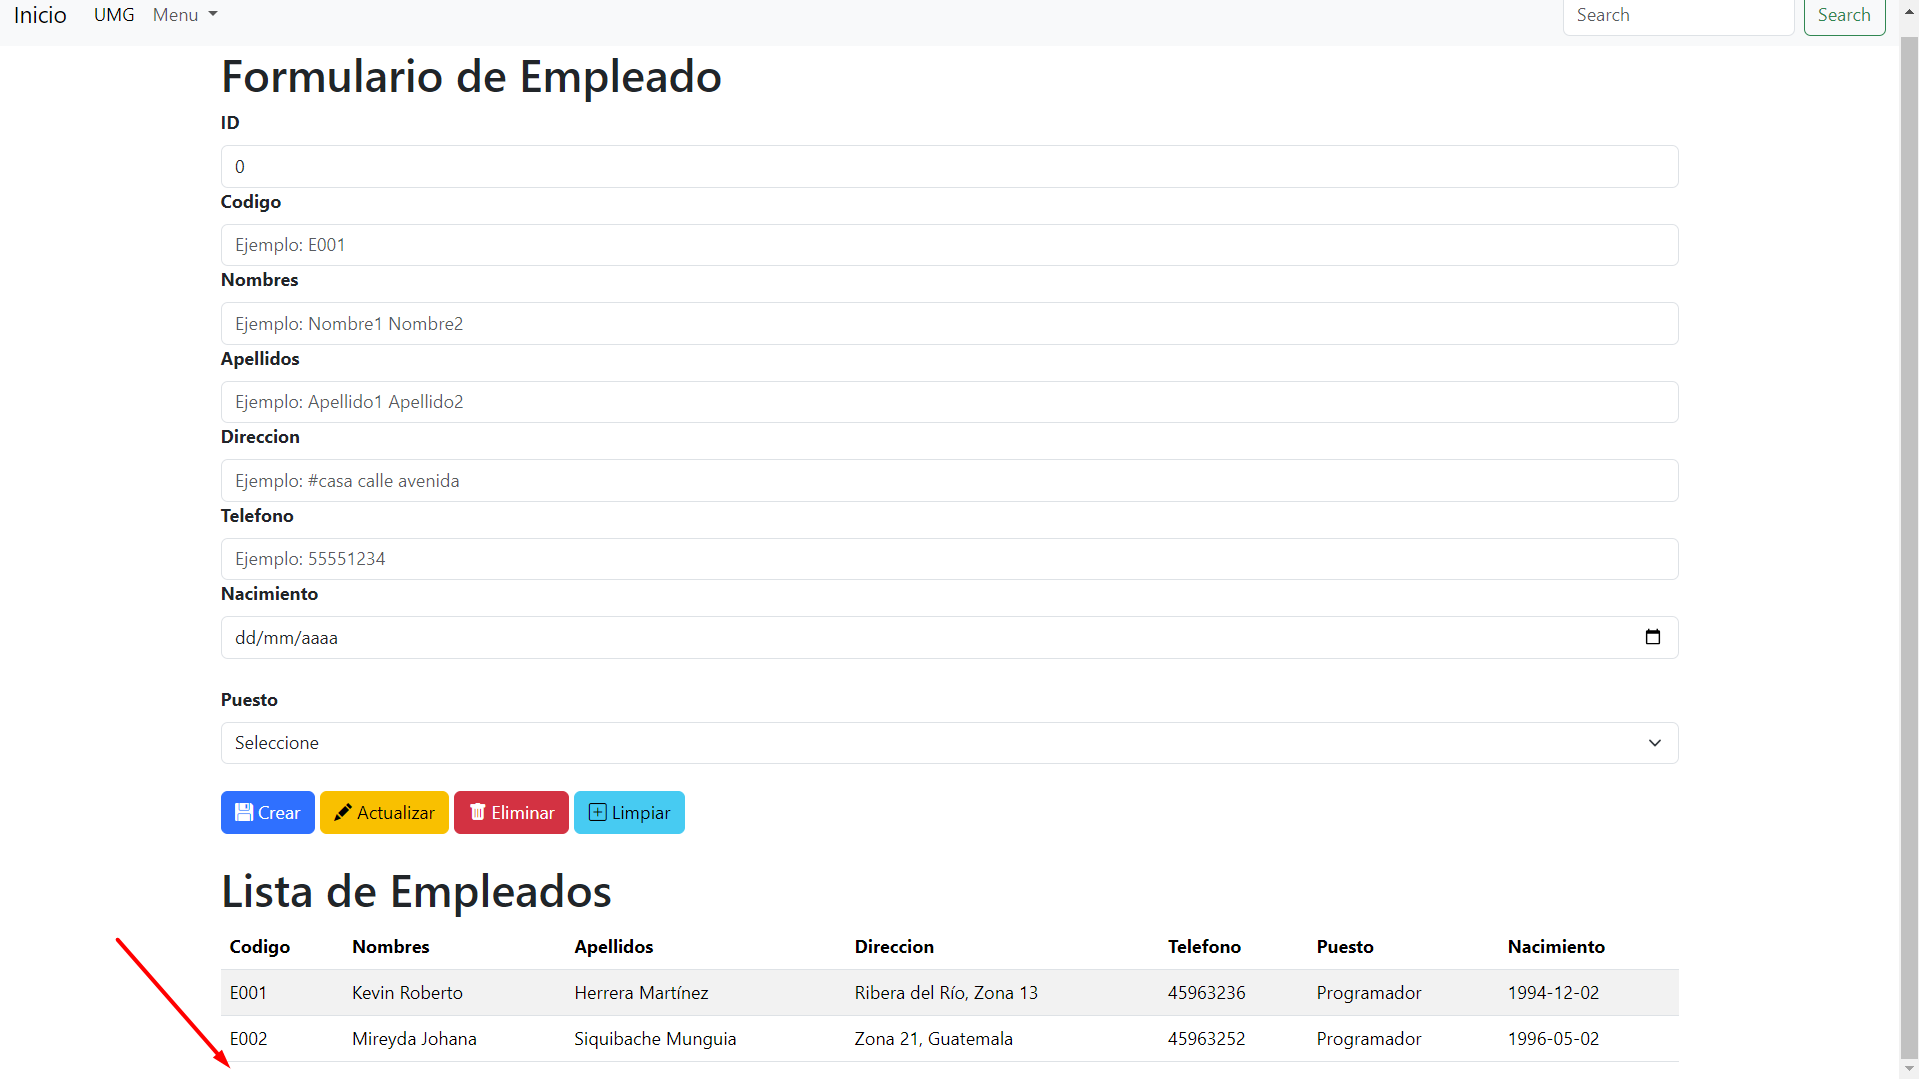 Inicio UMG Menu Search Search
Formulario de Empleado
ID
0
Codigo
Ejemplo: E001
Nombres
Ejemplo: Nombre1 Nombre2
Apellidos
Ejemplo: Apellido1 Apellido2
Direccion
Ejemplo: #casa calle avenida
Telefono
Ejemplo: 55551234
Nacimiento
dd/mm/aaaa
Puesto
Seleccione
Crear Actualizar Eliminar Limpiar
Lista de Empleados
Codigo Nombres Apellidos Direccion Telefono Puesto Nacimiento
E001 Kevin Roberto Herrera Martínez Ribera del Río, Zona 13 45963236 Programador 1994-12-02
E002 Mireyda Johana Siquibache Munguia Zona 21, Guatemala 45963252 Programador 1996-05-02